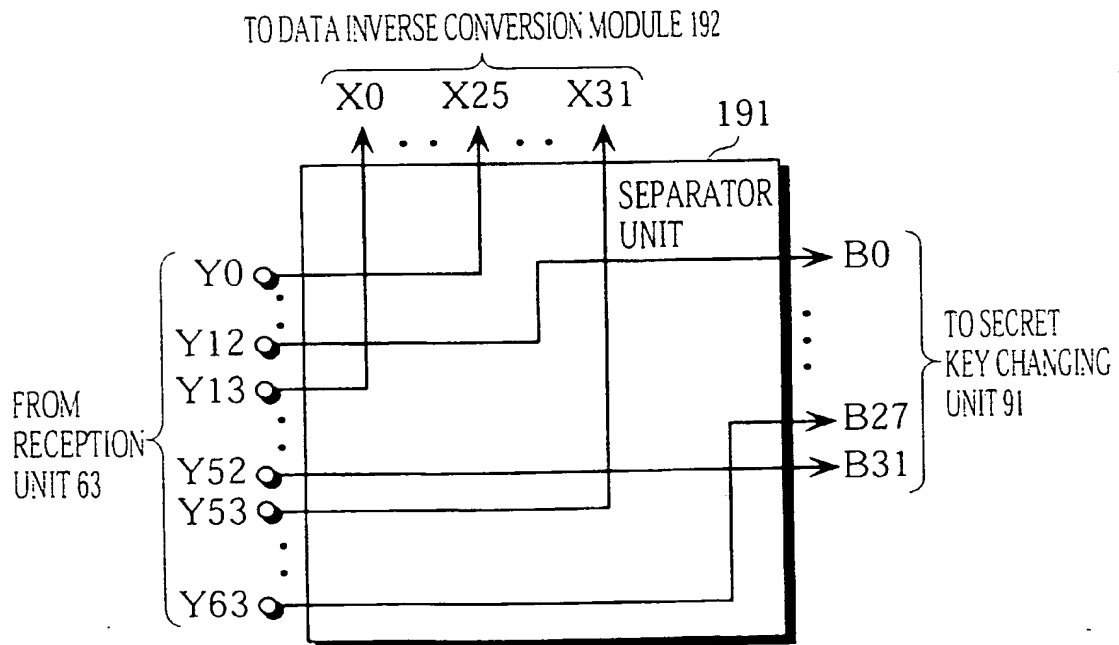 TO DATA INVERSE CONVERSION MODULE 192
X0 X25 X31
191
SEPARATOR
UNIT
Y0
Y12
Y13
Y52
Y53
Y63
FROM
RECEPTION
UNIT 63
B0
B27
B31
TO SECRET
KEY CHANGING
UNIT 91